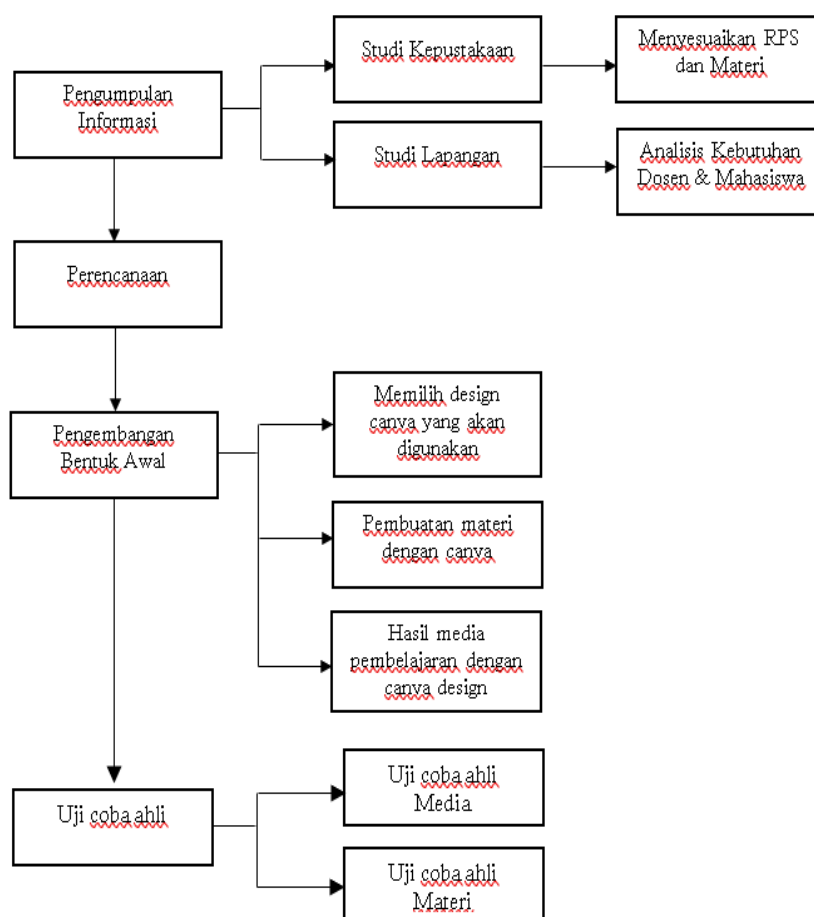 Pengumpulan
Informasi
Studi Kepustakaan
Menyesuaikan RPS
dan Materi
Studi Lapangan
Analisis Kebutuhan
Dosen & Mahasiswa
Perencanaan
Pengembangan
Bentuk Awal
Memilih design
canva yang akan
digunakan
Pembuatan materi
dengan canva
Hasil media
pembelajaran dengan
canva design
Uji coba ahli
Uji coba ahli
Media
Uji coba ahli
Materi